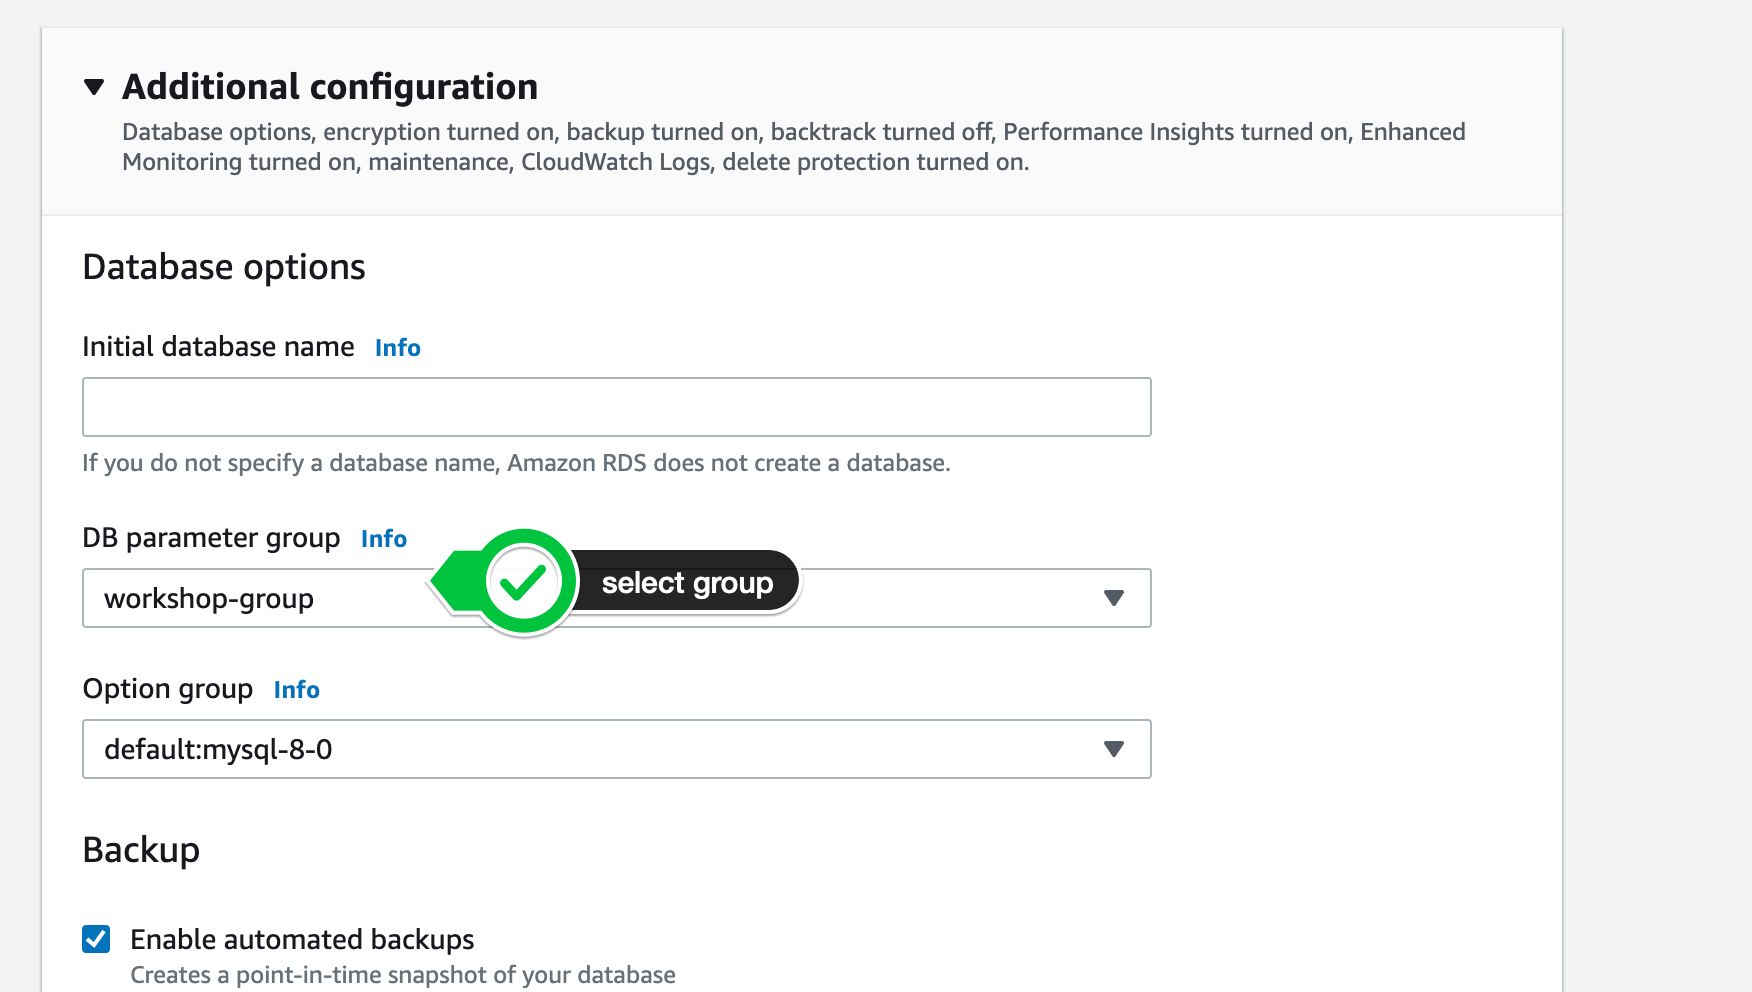 Additional configuration
Database options, encryption turned on, backup turned on, backtrack turned off, Performance Insights turned on, Enhanced
Monitoring turned on, maintenance, CloudWatch Logs, delete protection turned on.
Database options
Initial database name Info
If you do not specify a database name, Amazon RDS does not create a database.
DB parameter group Info
workshop-group
select group
Option group Info
default:mysql-8-0
Backup
Enable automated backups
Creates a point-in-time snapshot of your database